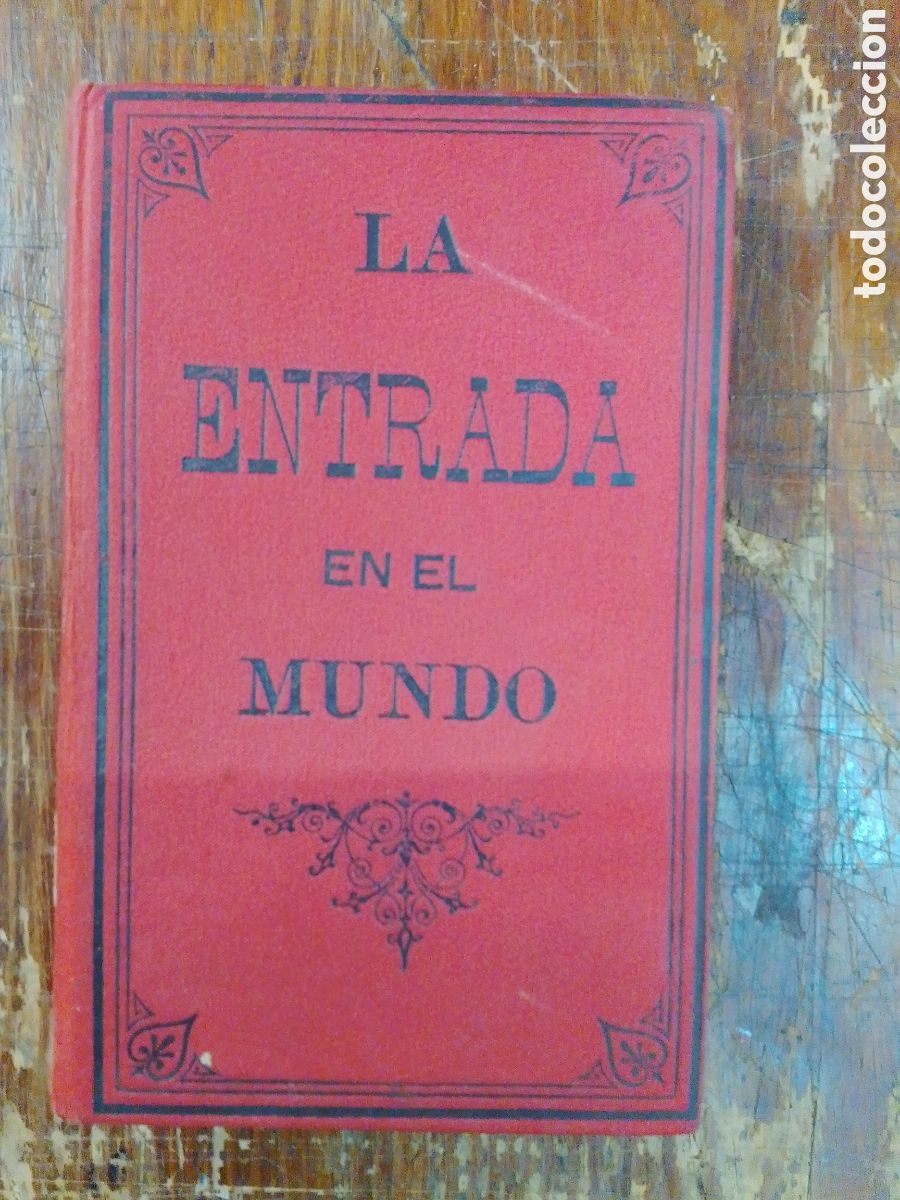 LA
ENTRADA
EN EL
MUNDO
todocoleccion